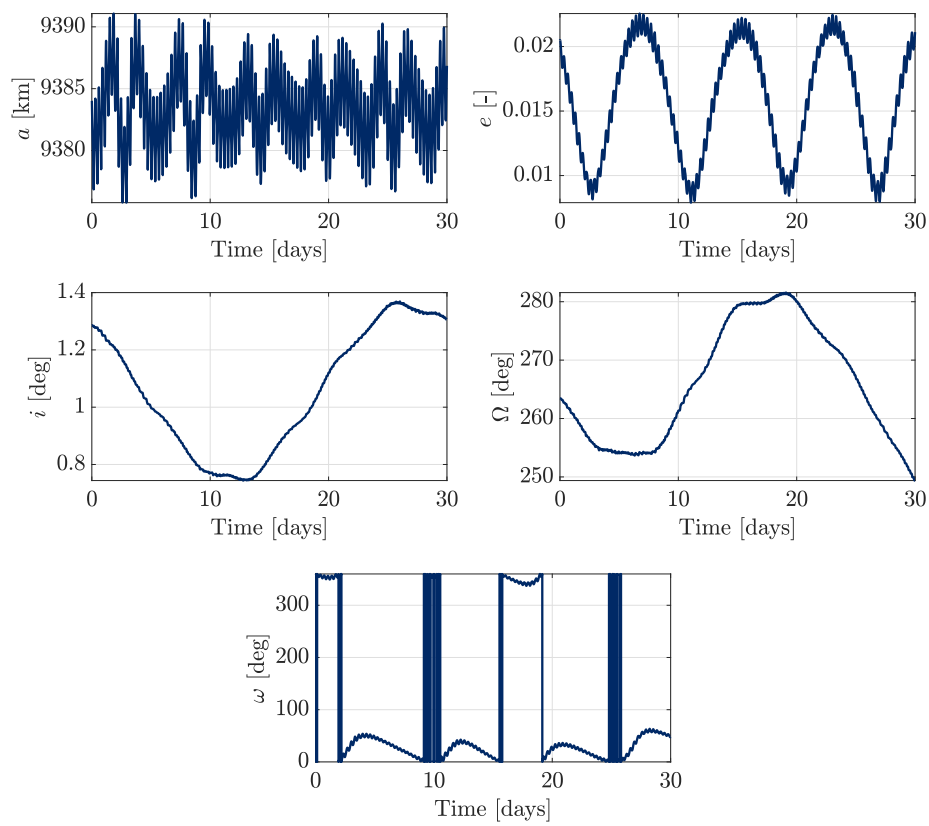 9390
9385
9380
a [km]
0 10 20 30
Time [days]
0.02
0.015
0.01
e [-]
0 10 20 30
Time [days]
1.4
1.2
1
0.8
i [deg]
0 10 20 30
Time [days]
280
270
260
250
Ω [deg]
0 10 20 30
Time [days]
300
200
100
0
ω [deg]
0 10 20 30
Time [days]